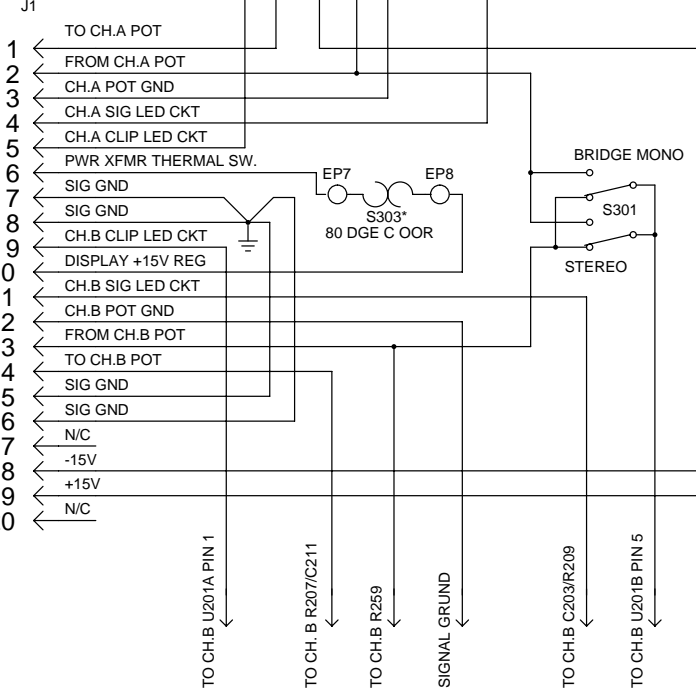 J1
1 TO CH.A POT
2 FROM CH.A POT
3 CH.A POT GND
4 CH.A SIG LED CKT
5 CH.A CLIP LED CKT
6 PWR XFMR THERMAL SW.
7 SIG GND
8 SIG GND
9 CH.B CLIP LED CKT
0 DISPLAY +15V REG
1 CH.B SIG LED CKT
2 CH.B POT GND
3 FROM CH.B POT
4 TO CH.B POT
5 SIG GND
6 SIG GND
7 N/C
8 -15V
9 +15V
0 N/C
EP7
EP8
S303*
80 DGE C OOR
BRIDGE MONO
S301
STEREO
TO CH.B U201A PIN 1
TO CH. B R207/C211
TO CH.B R259
SIGNAL GRUND
TO CH.B C203/R209
TO CH.B U201B PIN 5